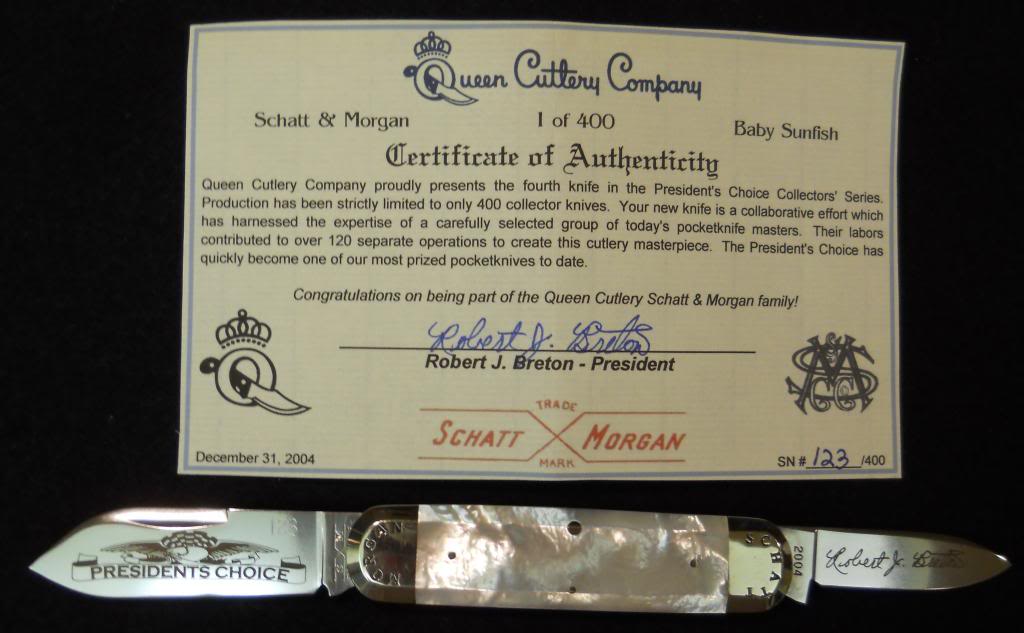 Queen Cutlery Company
Schatt & Morgan 1 of 400 Baby Sunfish
Certificate of Authenticity
Queen Cutlery Company proudly presents the fourth knife in the President's Choice Collectors' Series.
Production has been strictly limited to only 400 collector knives. Your new knife is a collaborative effort which
has harnessed the expertise of a carefully selected group of today's pocketknife masters. Their labors
contributed to over 120 separate operations to create this cutlery masterpiece. The President's Choice has
quickly become one of our most prized pocketknives to date.
Congratulations on being part of the Queen Cutlery Schatt & Morgan family!
Robert J. Breton
Robert J. Breton - President
TRADE
SCHATT MORGAN
MARK
December 31, 2004
SN # 123 /400
123
PRESIDENTS CHOICE
MORGAN
SCHATT
2004
Robert J. Breton